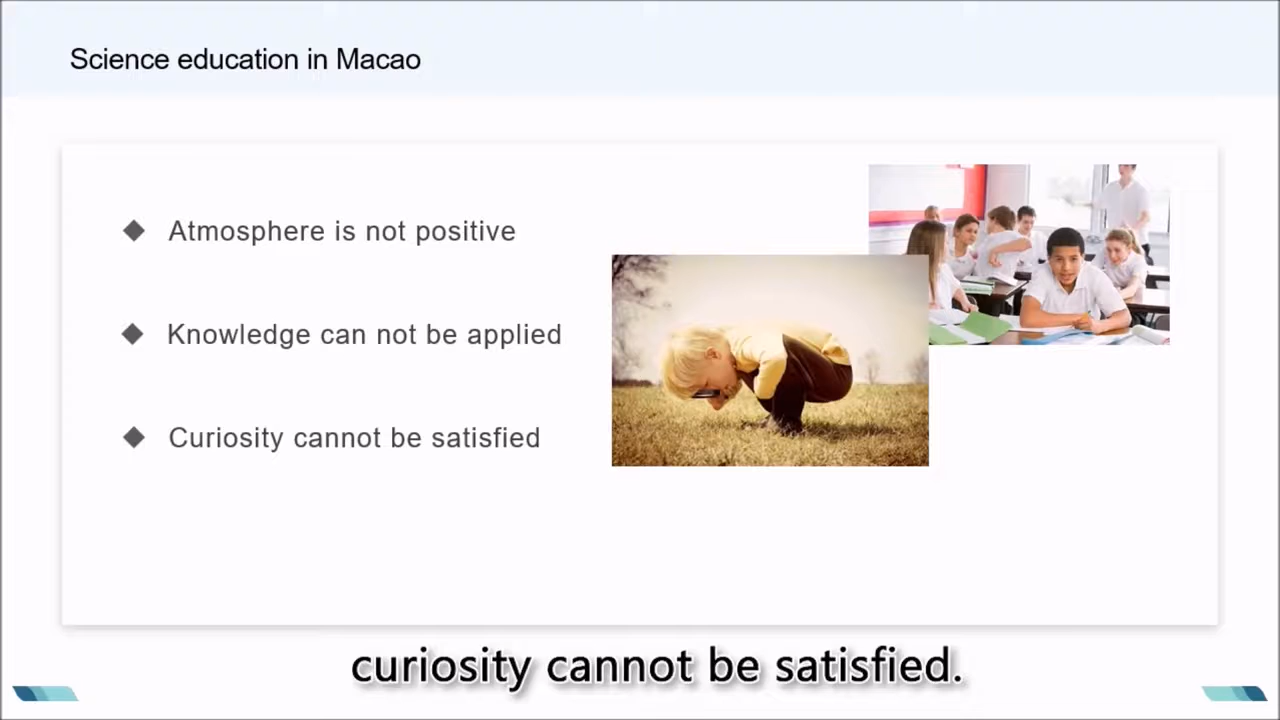 Science education in Macao
Atmosphere is not positive
Knowledge can not be applied
Curiosity cannot be satisfied
curiosity cannot be satisfied.